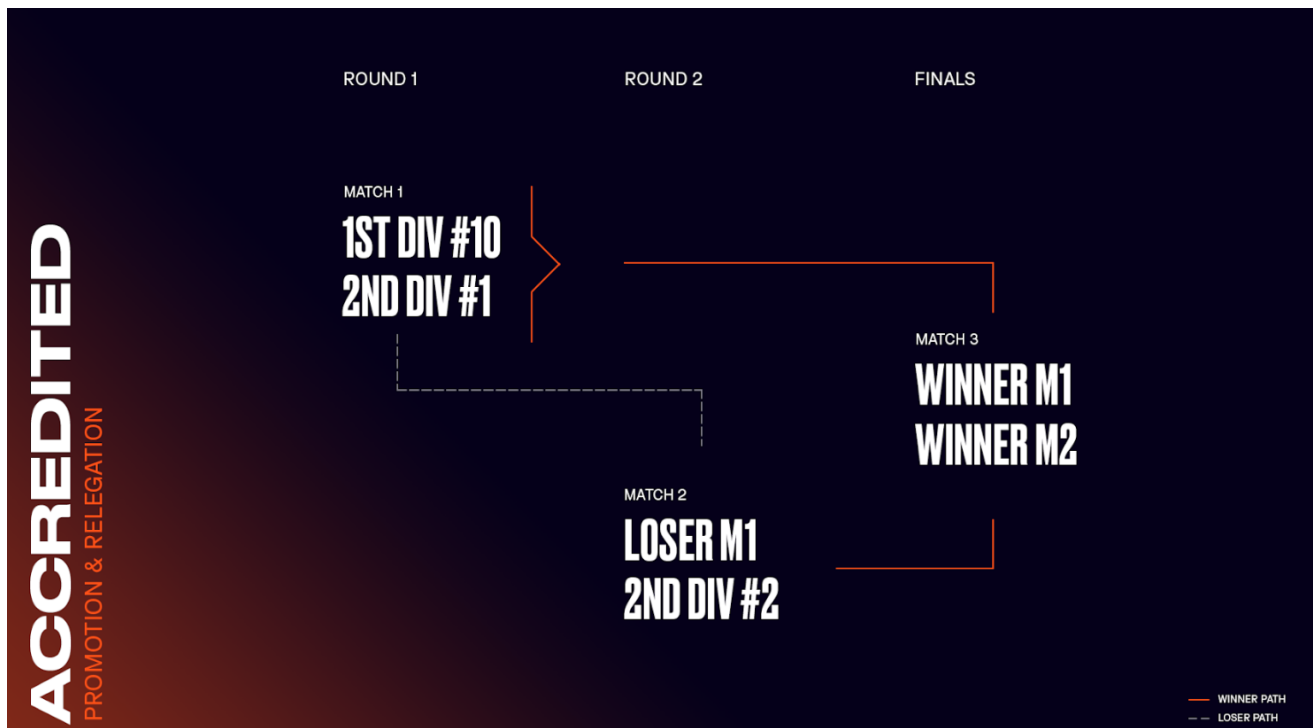 ACCREDITED
PROMOTION & RELEGATION
ROUND 1
ROUND 2
FINALS
MATCH 1
1ST DIV #10
2ND DIV #1
MATCH 2
LOSER M1
2ND DIV #2
MATCH 3
WINNER M1
WINNER M2
WINNER PATH
LOSER PATH